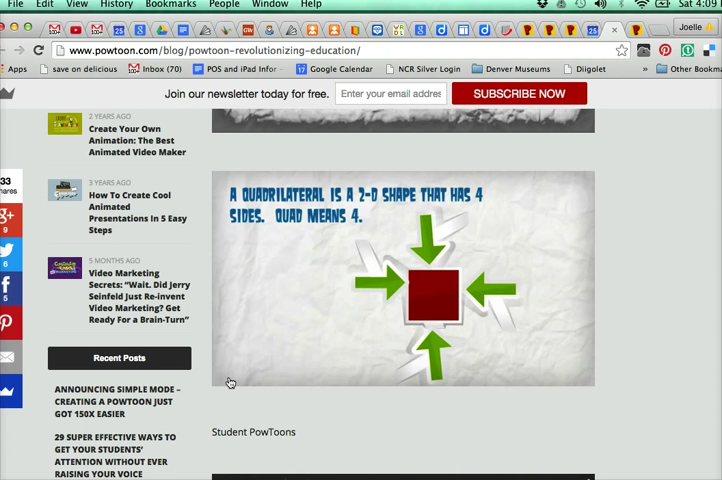 File Edit View History Bookmarks People Window Help
Sat 4:09
Joelle
www.powtoon.com/blog/powtoon-revolutionizing-education/
Apps save on delicious Inbox (70) POS and iPad Infor Google Calendar NCR Silver Login Denver Museums Diigolet » Other Bookma
Join our newsletter today for free. Enter your email addres SUBSCRIBE NOW
2 YEARS AGO
Create Your Own
Animation: The Best
Animated Video Maker
3 YEARS AGO
How To Create Cool
Animated
Presentations In 5 Easy
Steps
5 MONTHS AGO
Video Marketing
Secrets: “Wait. Did Jerry
Seinfeld Just Re-invent
Video Marketing? Get
Ready For a Brain-Turn”
Recent Posts
ANNOUNCING SIMPLE MODE –
CREATING A POWTOON JUST
GOT 150X EASIER
29 SUPER EFFECTIVE WAYS TO
GET YOUR STUDENTS’
ATTENTION WITHOUT EVER
RAISING YOUR VOICE
33
hares
9
6
5
A QUADRILATERAL IS A 2-D SHAPE THAT HAS 4
SIDES. QUAD MEANS 4.
Student PowToons